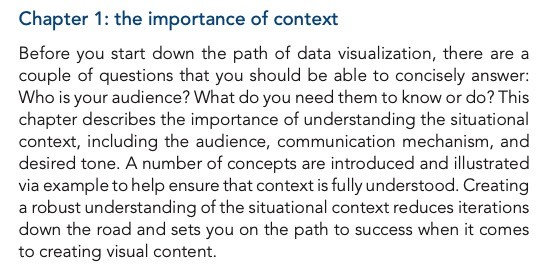 Chapter 1: the importance of context
Before you start down the path of data visualization, there are a
couple of questions that you should be able to concisely answer:
Who is your audience? What do you need them to know or do? This
chapter describes the importance of understanding the situational
context, including the audience, communication mechanism, and
desired tone. A number of concepts are introduced and illustrated
via example to help ensure that context is fully understood. Creating
a robust understanding of the situational context reduces iterations
down the road and sets you on the path to success when it comes
to creating visual content.